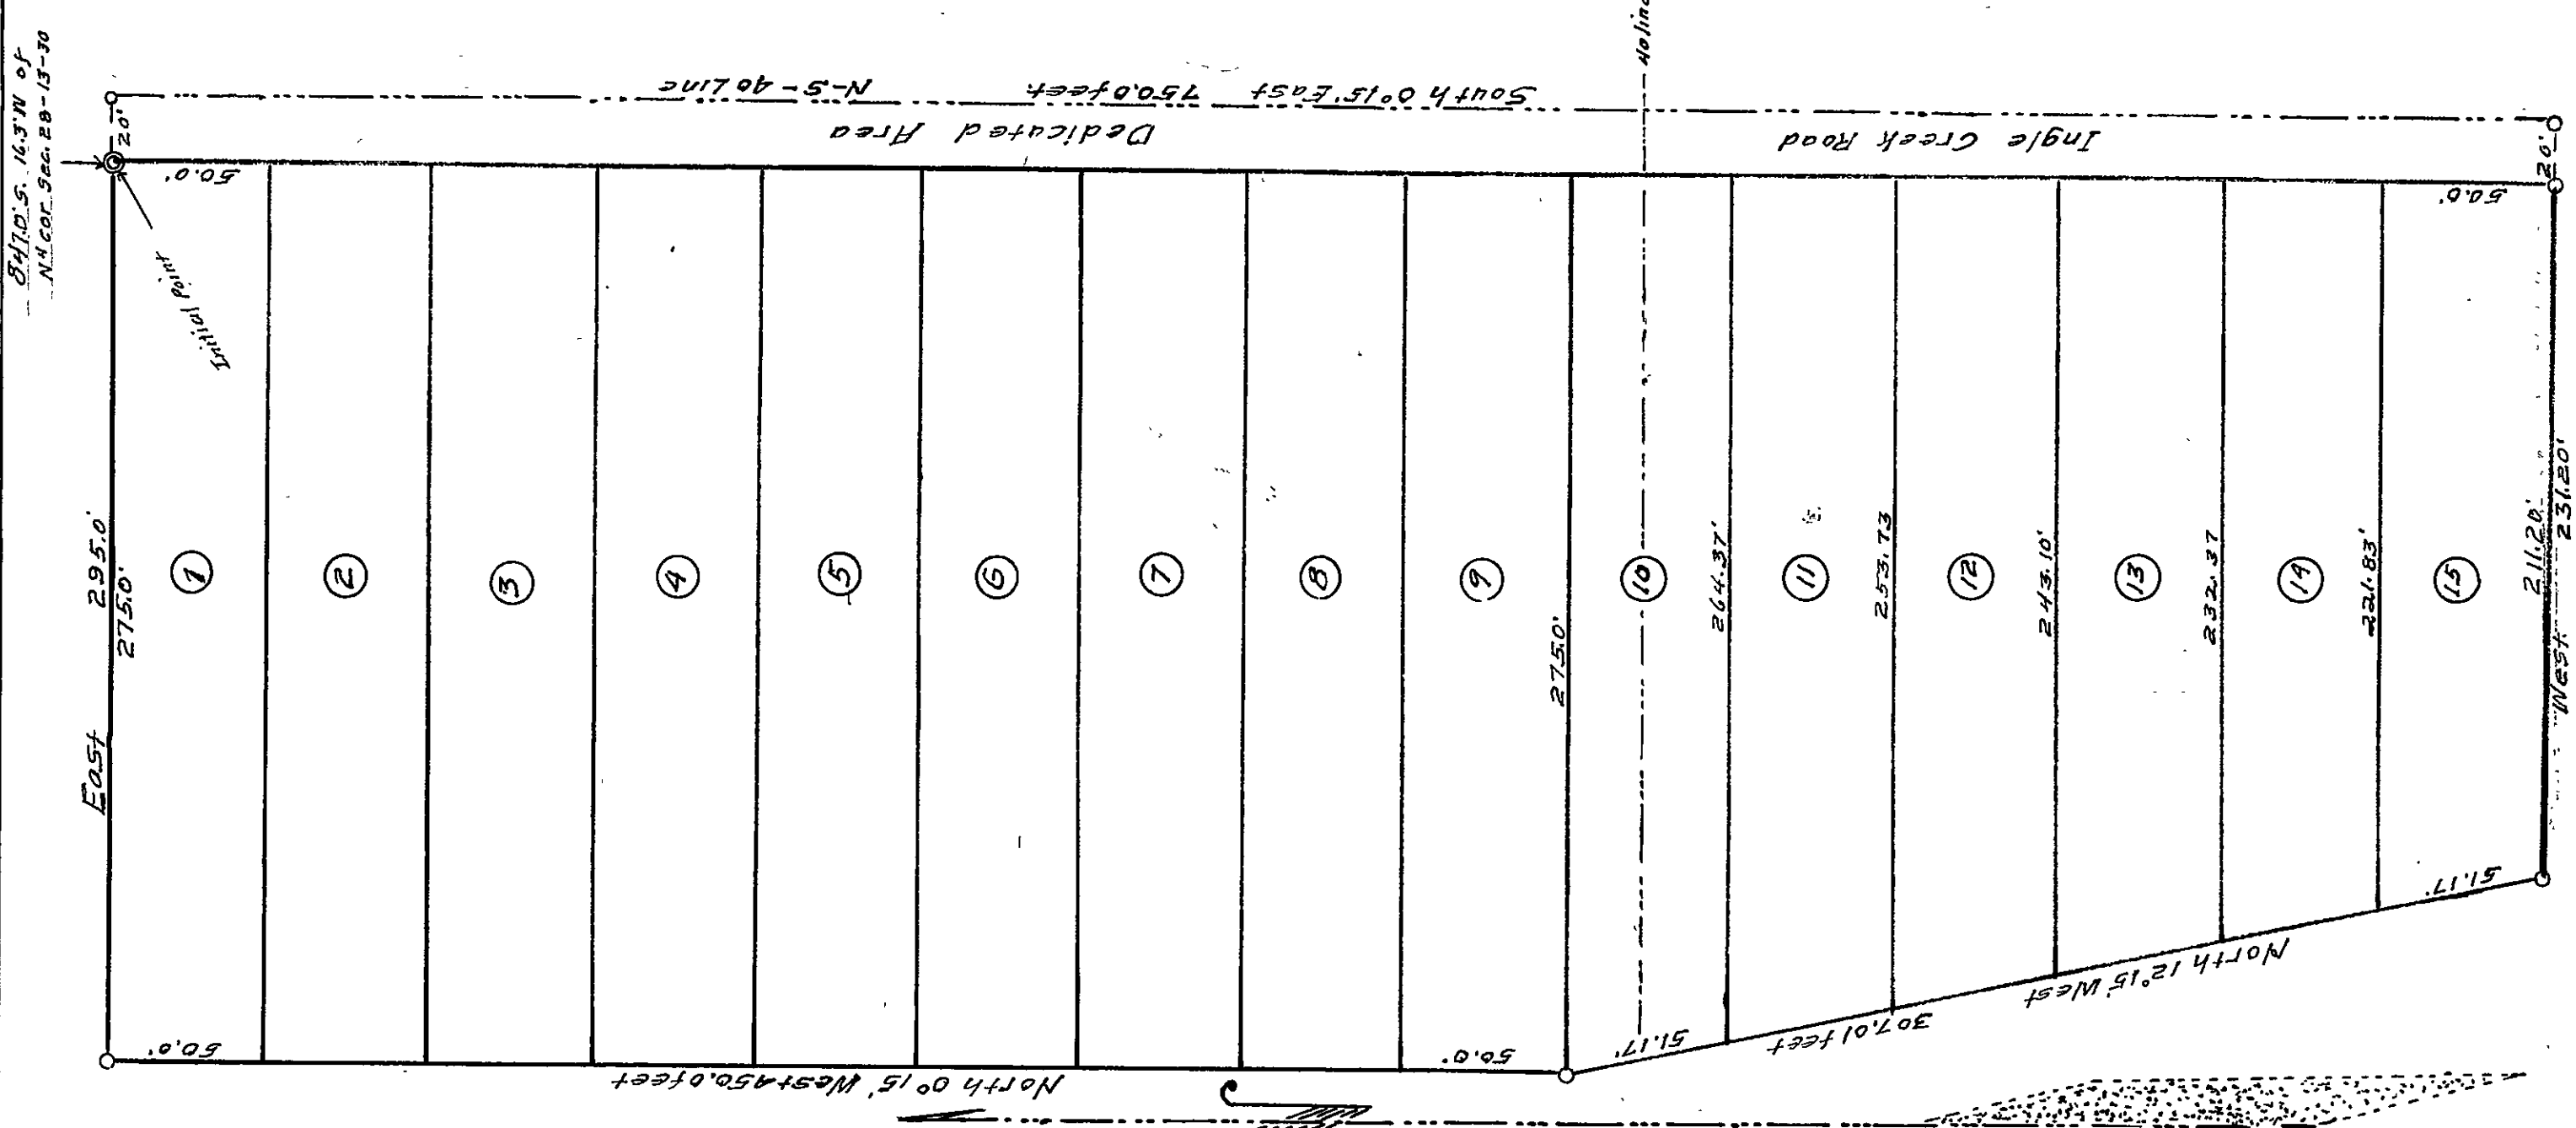 847.0'S. 16.3'W of
N¼ cor. Sec. 28-13-30
Initial Point
20'
N-S-40 Line
South 0°15' East 750.0 feet
40 line
Dedicated Area
Ingle Creek Road
20'
50.0'
50.0'
East 295.0'
275.0'
1
2
3
4
5
6
7
8
9
10
11
12
13
14
15
275.0'
264.37'
253.73
243.10'
232.37
221.83'
211.20'
West 231.20'
50.0'
50.0'
51.17'
51.17'
North 0°15' West 450.0 feet
307.01 feet
North 12°15' West